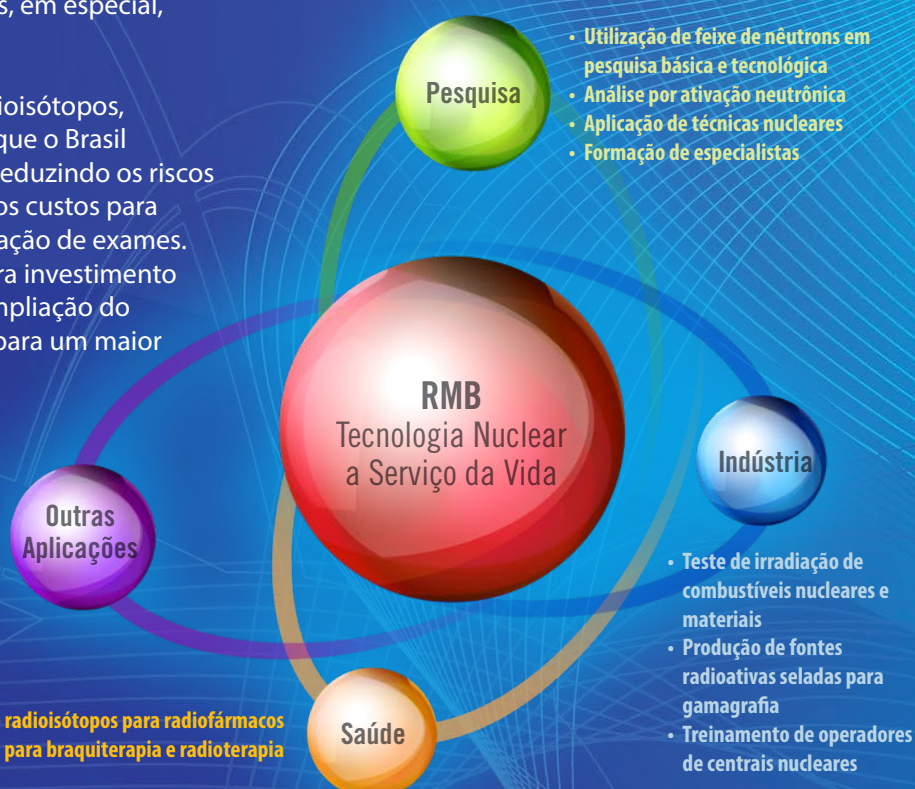 s, em especial,
dioisótopos,
que o Brasil
reduzindo os riscos
os custos para
ação de exames.
ra investimento
mpliação do
para um maior
Pesquisa
• Utilização de feixe de nêutrons em
pesquisa básica e tecnológica
• Análise por ativação neutrônica
• Aplicação de técnicas nucleares
• Formação de especialistas
RMB
Tecnologia Nuclear
a Serviço da Vida
Indústria
• Teste de irradiação de
combustíveis nucleares e
materiais
• Produção de fontes
radioativas seladas para
gamagrafia
• Treinamento de operadores
de centrais nucleares
Outras
Aplicações
Saúde
radioisótopos para radiofármacos
para braquiterapia e radioterapia